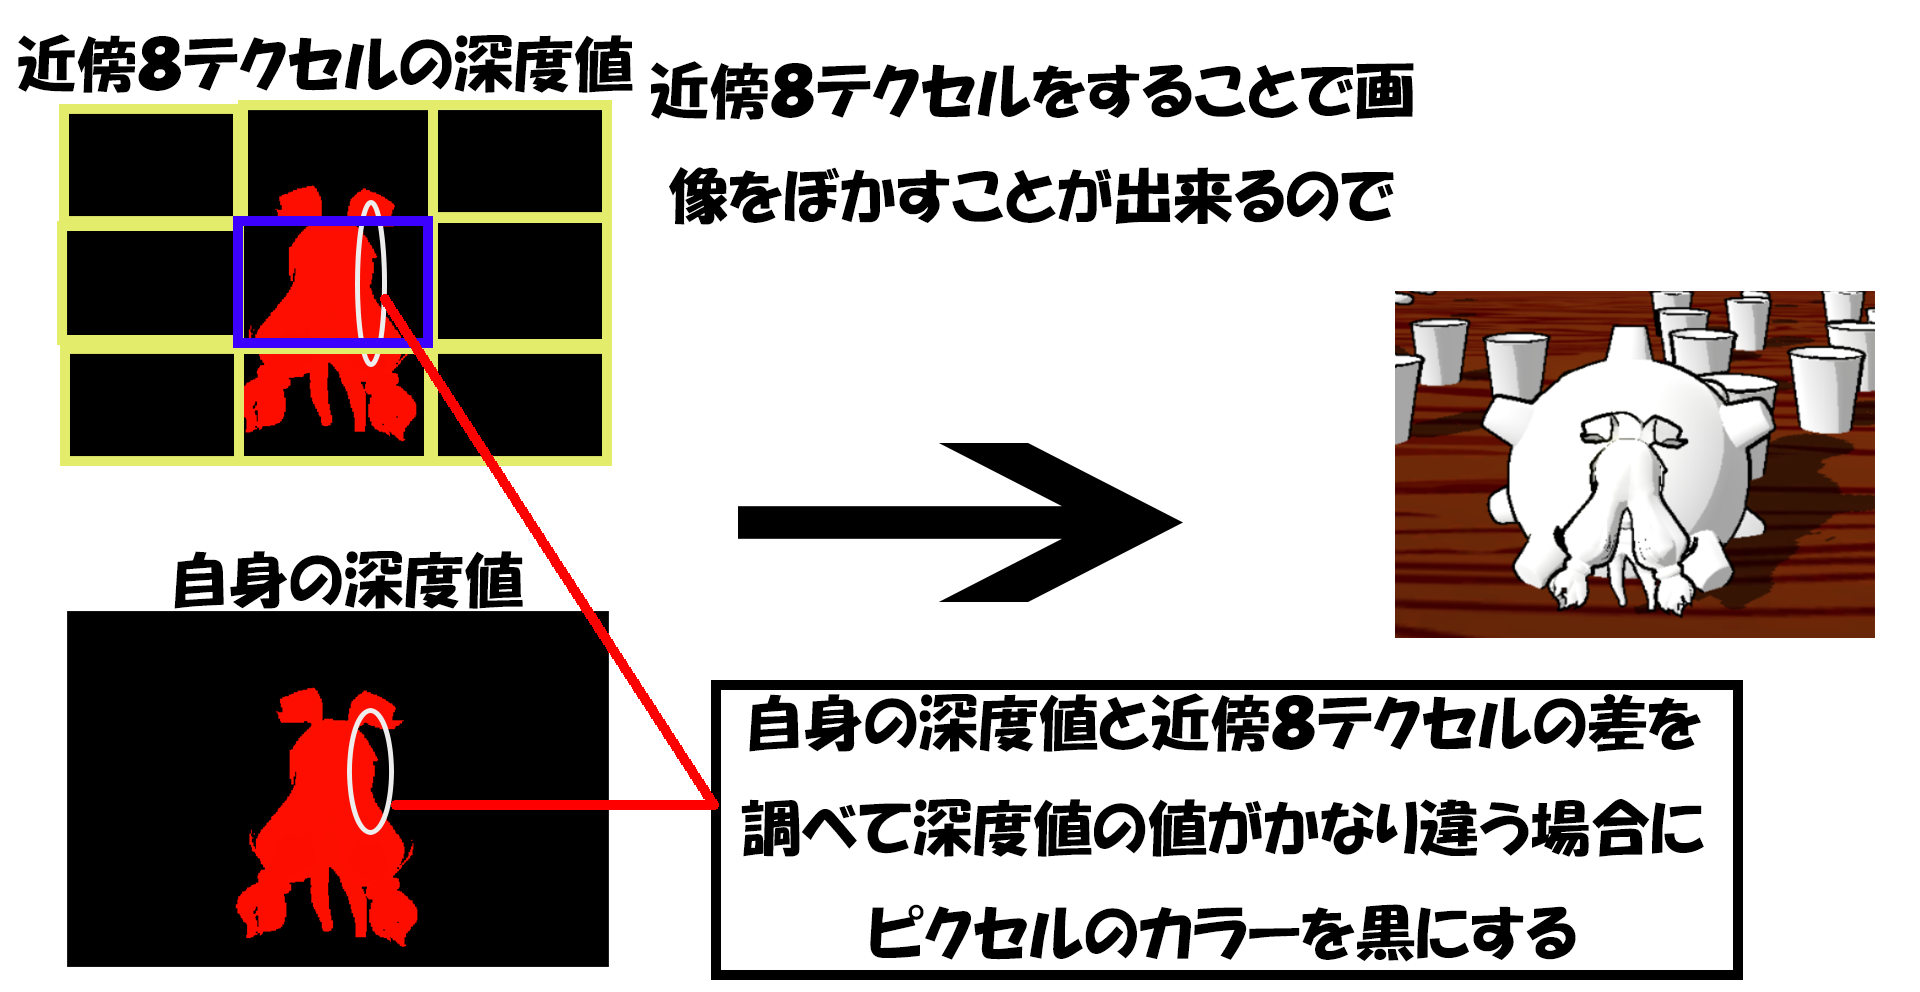 近傍8テクセルの深度値
近傍8テクセルをすることで画
像をぼかすことが出来るので
自身の深度値
自身の深度値と近傍8テクセルの差を
調べて深度値の値がかなり違う場合に
ピクセルのカラーを黒にする